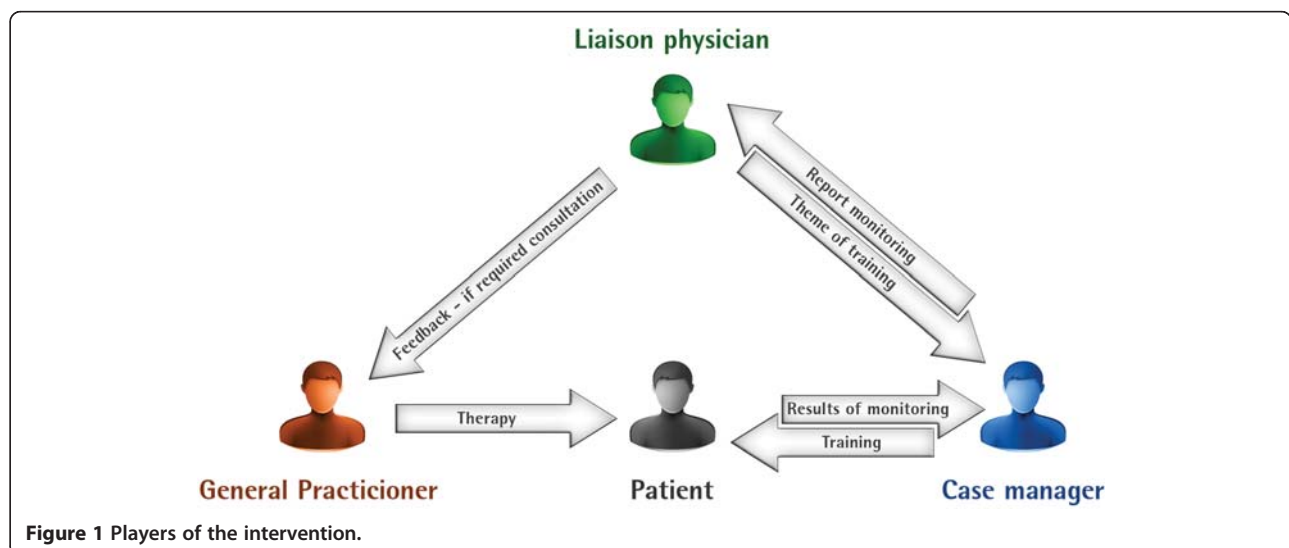 Liaison physician
Report monitoring
Theme of training
Feedback - if required consultation
Therapy
Results of monitoring
Training
General Practicioner
Patient
Case manager
Figure 1 Players of the intervention.